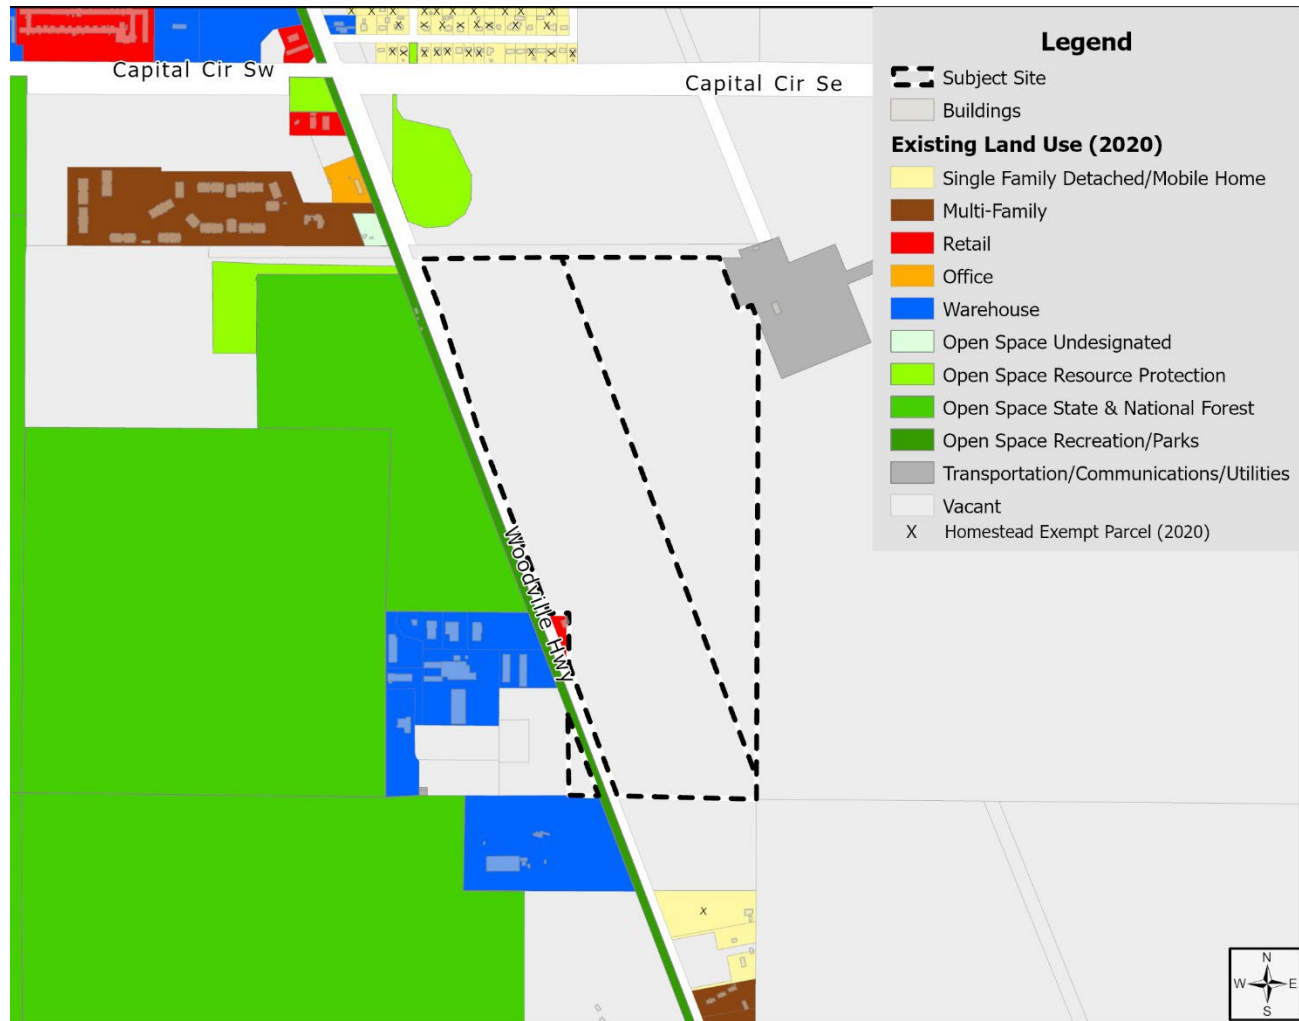 Capital Cir Sw
Capital Cir Se
Woodville Hwy
X X X X X X X X X X
X X X X X X X X
X X X X X X X X X X
X
Legend
Subject Site
Buildings
Existing Land Use (2020)
Single Family Detached/Mobile Home
Multi-Family
Retail
Office
Warehouse
Open Space Undesignated
Open Space Resource Protection
Open Space State & National Forest
Open Space Recreation/Parks
Transportation/Communications/Utilities
Vacant
X Homestead Exempt Parcel (2020)
N
W E
S